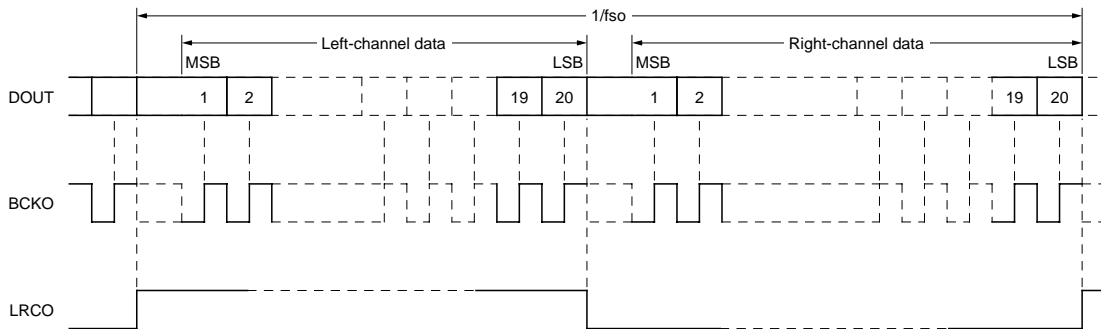 1/fso
Left-channel data
Right-channel data
MSB LSB MSB LSB
DOUT 1 2 19 20 1 2 19 20
BCKO
LRCO